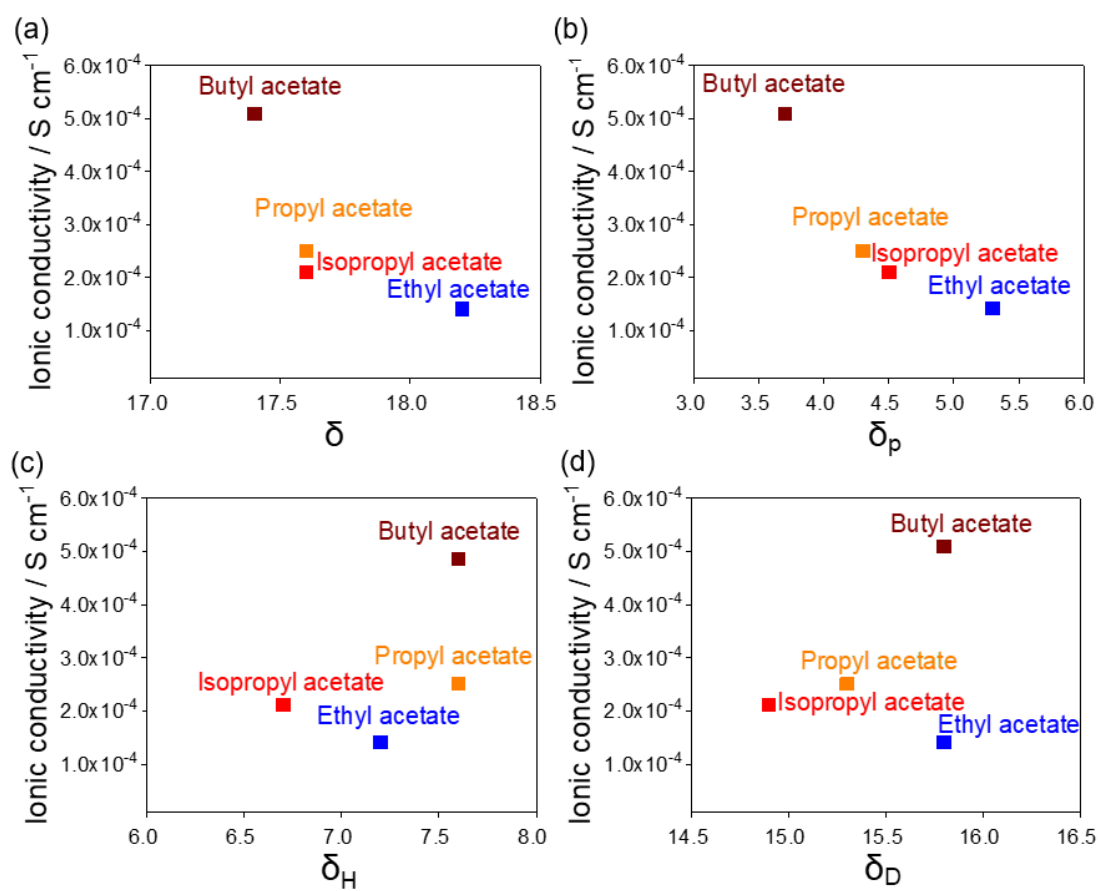 (a)
Ionic conductivity / S cm⁻¹
6.0x10⁻⁴
5.0x10⁻⁴
4.0x10⁻⁴
3.0x10⁻⁴
2.0x10⁻⁴
1.0x10⁻⁴
Butyl acetate
Propyl acetate
Isopropyl acetate
Ethyl acetate
17.0 17.5 18.0 18.5
δ
(b)
Ionic conductivity / S cm⁻¹
6.0x10⁻⁴
5.0x10⁻⁴
4.0x10⁻⁴
3.0x10⁻⁴
2.0x10⁻⁴
1.0x10⁻⁴
Butyl acetate
Propyl acetate
Isopropyl acetate
Ethyl acetate
3.0 3.5 4.0 4.5 5.0 5.5 6.0
δₚ
(c)
Ionic conductivity / S cm⁻¹
6.0x10⁻⁴
5.0x10⁻⁴
4.0x10⁻⁴
3.0x10⁻⁴
2.0x10⁻⁴
1.0x10⁻⁴
Butyl acetate
Propyl acetate
Isopropyl acetate
Ethyl acetate
6.0 6.5 7.0 7.5 8.0
δH
(d)
Ionic conductivity / S cm⁻¹
6.0x10⁻⁴
5.0x10⁻⁴
4.0x10⁻⁴
3.0x10⁻⁴
2.0x10⁻⁴
1.0x10⁻⁴
Butyl acetate
Propyl acetate
Isopropyl acetate
Ethyl acetate
14.5 15.0 15.5 16.0 16.5
δD